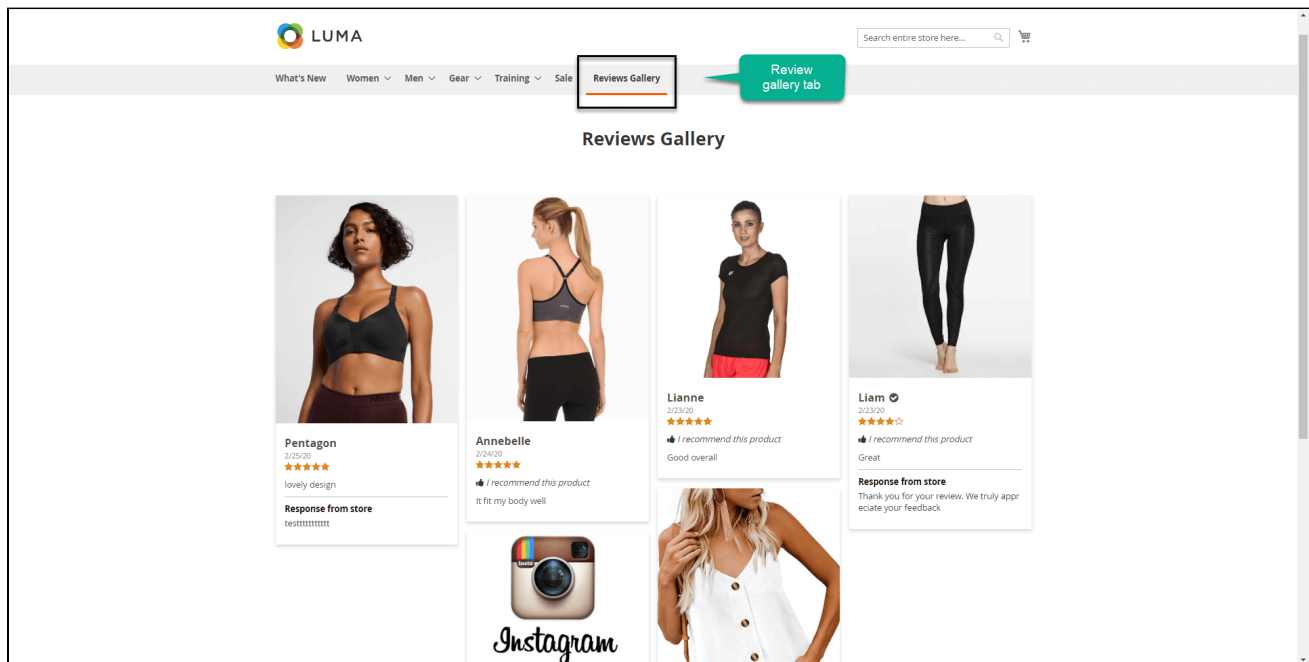 LUMA
Search entire store here...
What's New Women Men Gear Training Sale Reviews Gallery
Review
gallery tab
Reviews Gallery
Pentagon
2/25/20
lovely design
Response from store
testttttttttttt
Annebelle
2/24/20
I recommend this product
It fit my body well
Lianne
2/23/20
I recommend this product
Good overall
Liam
2/23/20
I recommend this product
Great
Response from store
Thank you for your review. We truly appr
eciate your feedback
Insta
Instagram